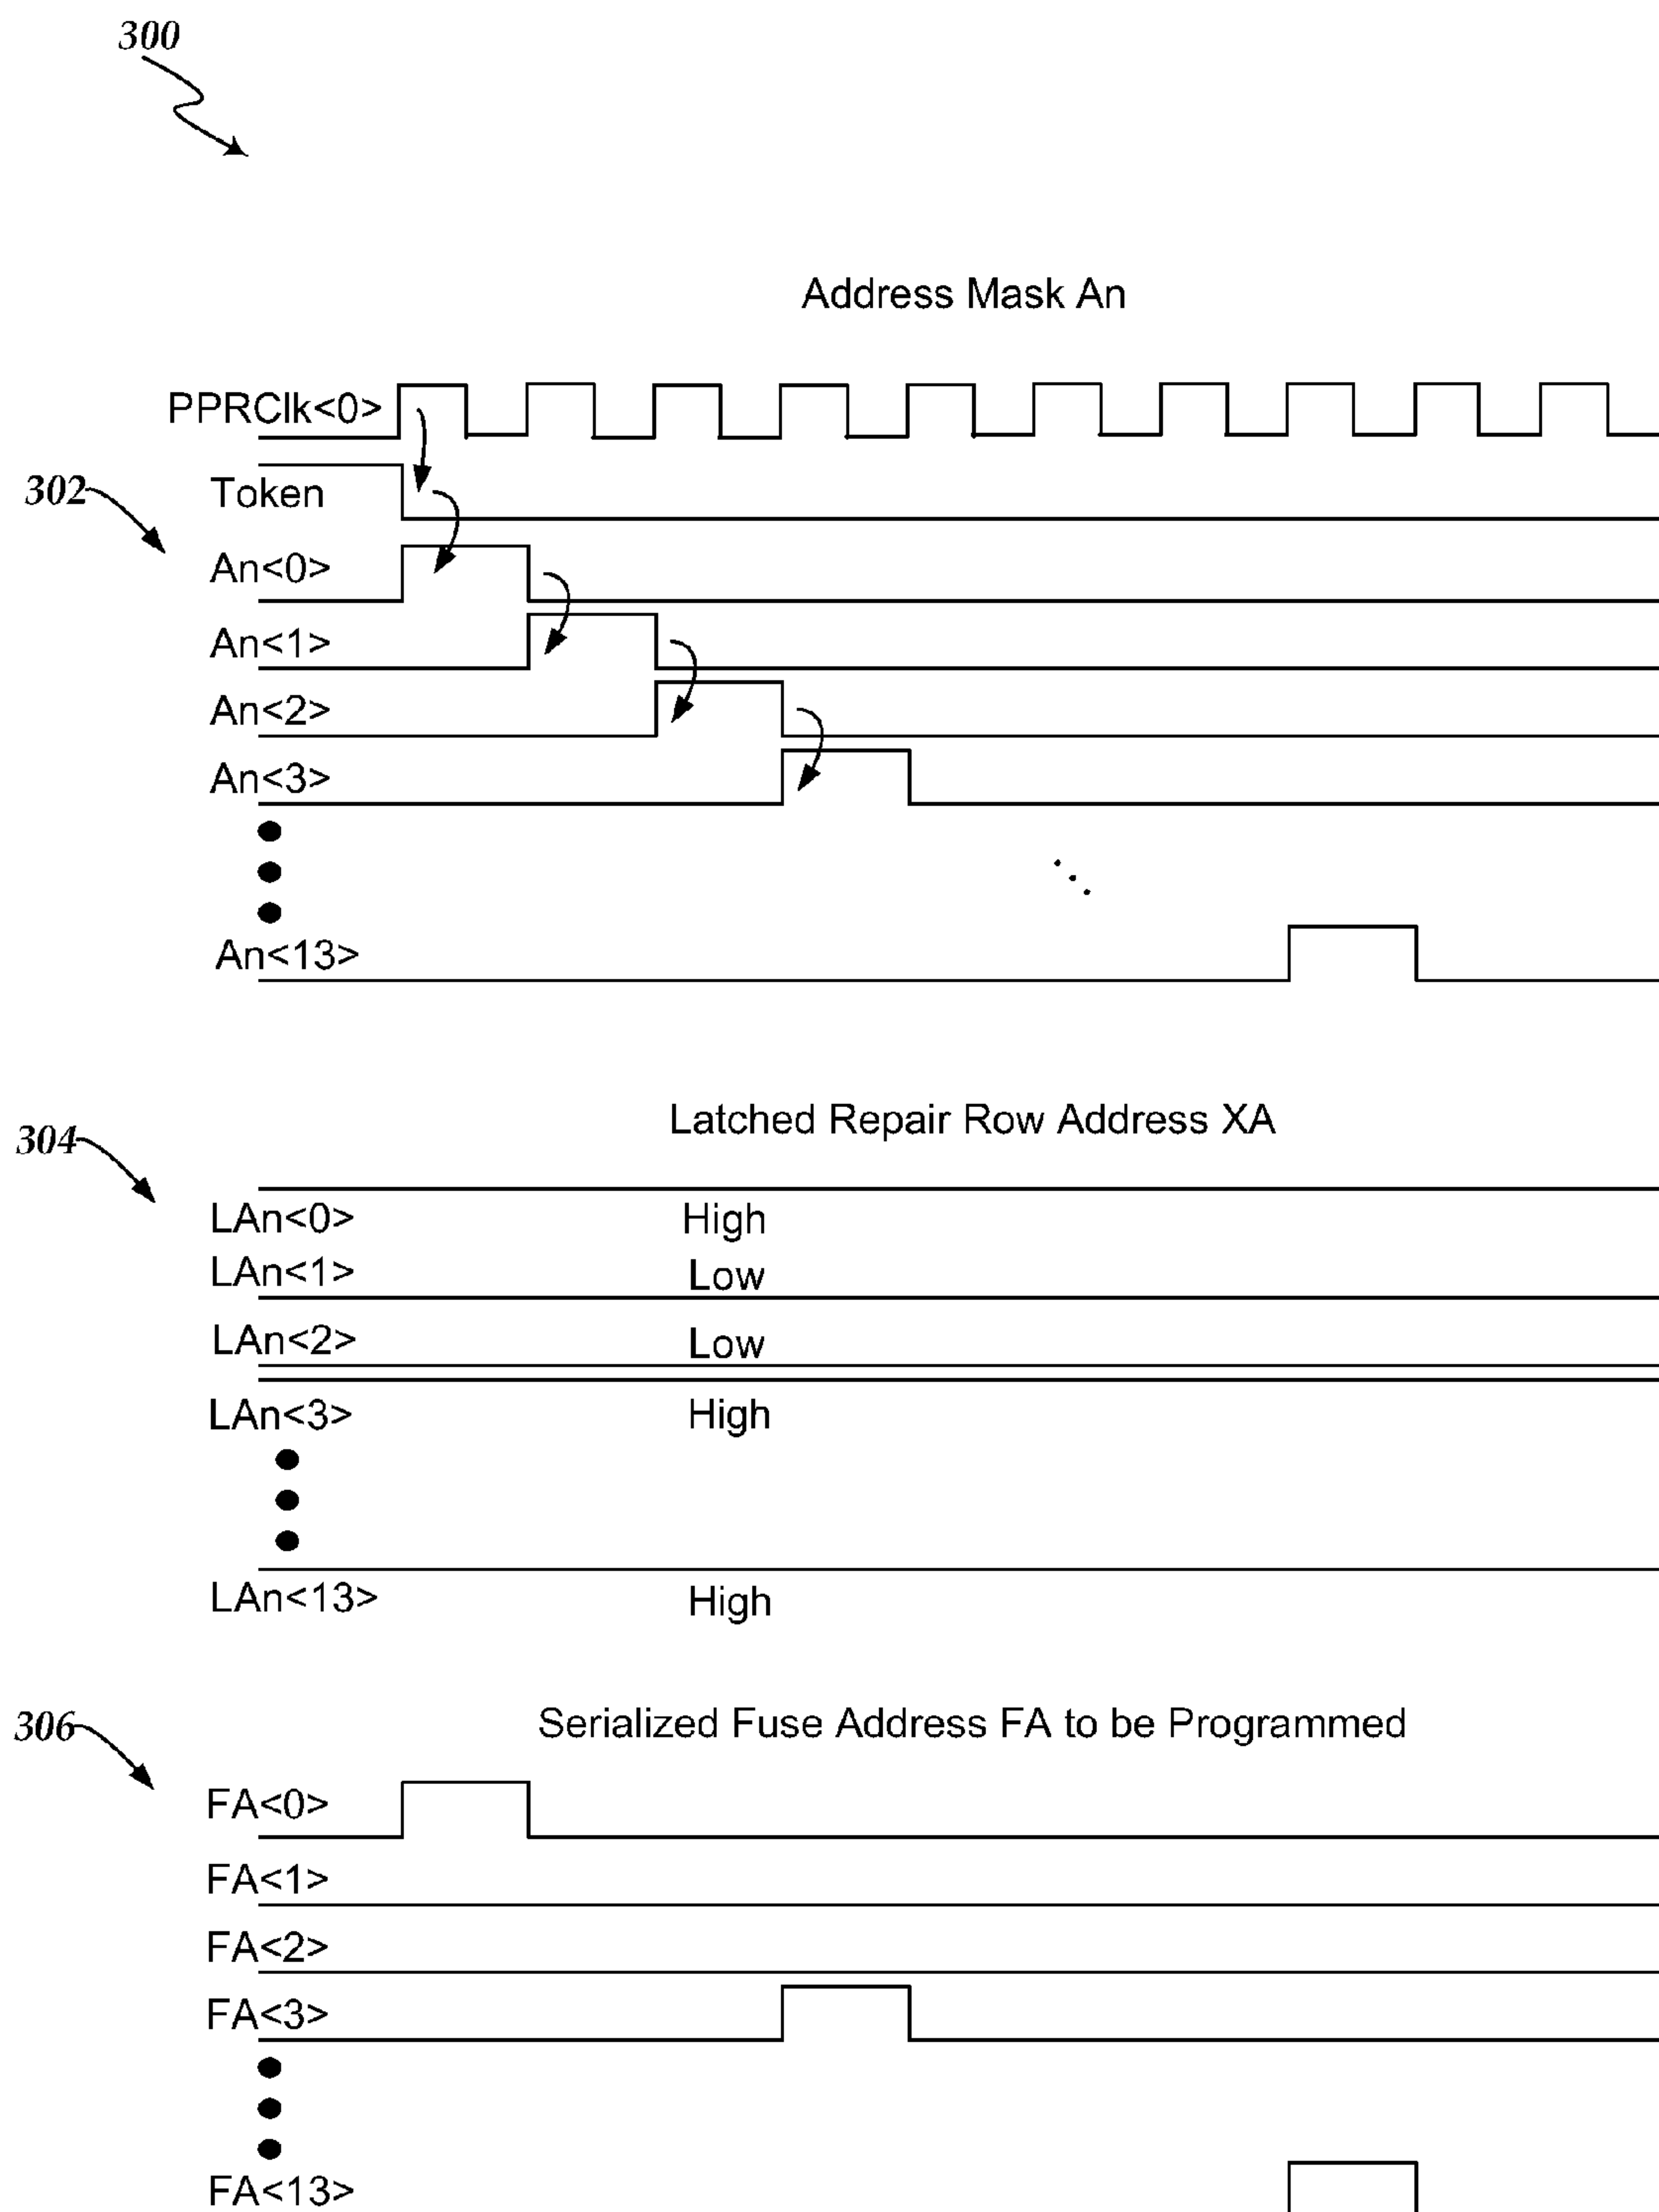 300
Address Mask An
PPRClk<0>
302
Token
An<0>
An<1>
An<2>
An<3>
An<13>
Latched Repair Row Address XA
304
LAn<0> High
LAn<1> Low
LAn<2> Low
LAn<3> High
LAn<13> High
Serialized Fuse Address FA to be Programmed
306
FA<0>
FA<1>
FA<2>
FA<3>
FA<13>